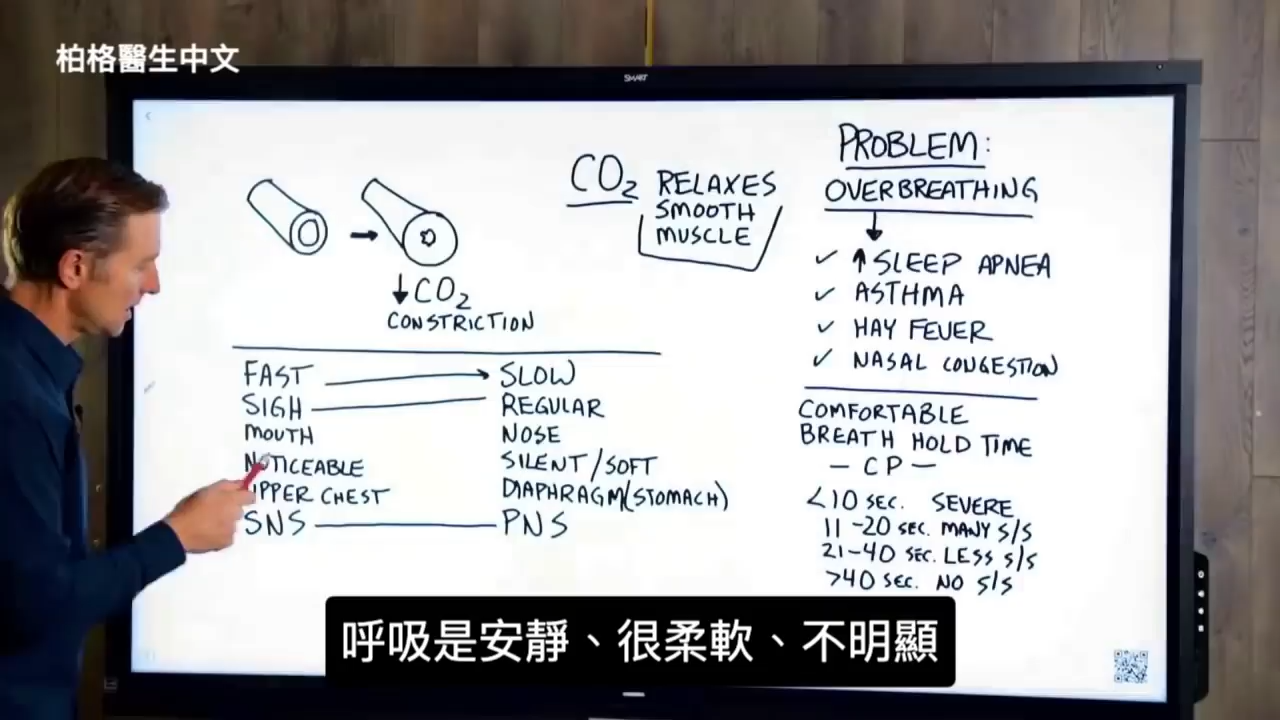 柏格醫生中文
SMART
CO₂ RELAXES
SMOOTH
MUSCLE
↓CO₂
CONSTRICTION
FAST → SLOW
SIGH — REGULAR
MOUTH NOSE
NOTICEABLE SILENT/SOFT
UPPER CHEST DIAPHRAGM(STOMACH)
SNS — PNS
PROBLEM:
OVERBREATHING
↓
✓ ↑SLEEP APNEA
✓ ASTHMA
✓ HAY FEVER
✓ NASAL CONGESTION
COMFORTABLE
BREATH HOLD TIME
— CP —
<10 SEC. SEVERE
11-20 SEC. MANY S/S
21-40 SEC. LESS S/S
>40 SEC. NO S/S
呼吸是安靜、很柔軟、不明顯